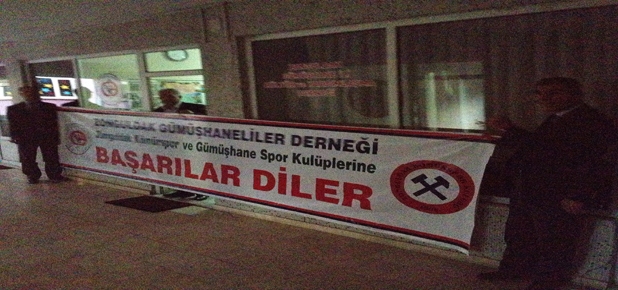 ZONGULDAK GÜMÜŞHANELİLER DERNEĞİ
Zonguldak Kömürspor ve Gümüşhane Spor Kulüplerine
BAŞARILAR DİLER